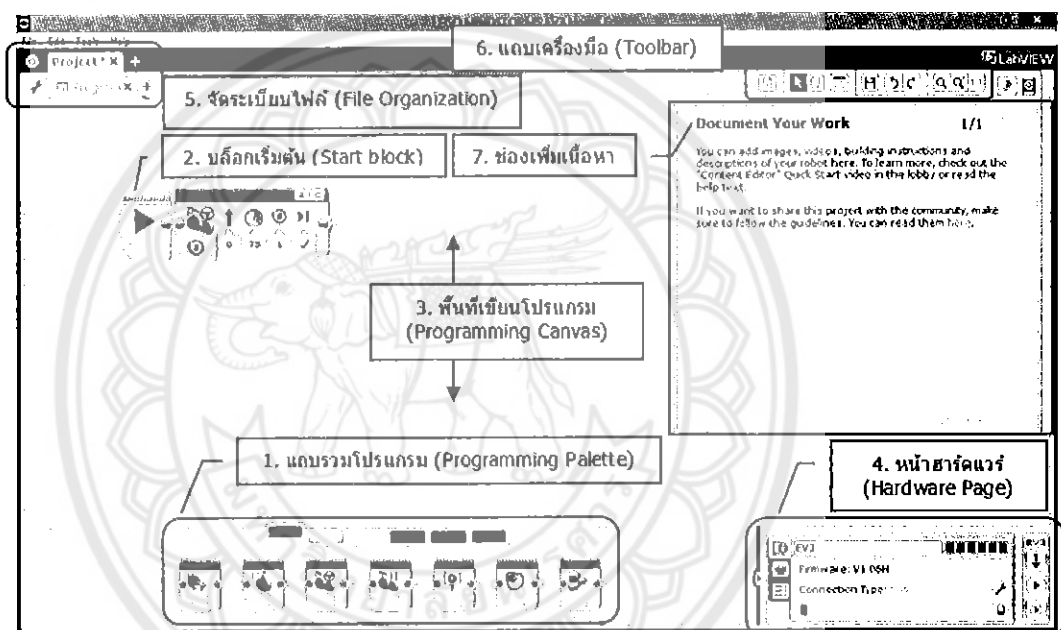 File Edit Tools Help
Project* × +
LabVIEW
6. แถบเครื่องมือ (Toolbar)
5. จัดระเบียบไฟล์ (File Organization)
2. บล็อกเริ่มต้น (Start block)
7. ช่องเพิ่มเนื้อหา
Document Your Work 1/1
You can add images, videos, building instructions and
descriptions of your robot here. To learn more, check out the
"Content Editor" Quick Start video in the lobby or read the
help text.
If you want to share this project with the community, make
sure to follow the guidelines. You can read them here.
3. พื้นที่เขียนโปรแกรม
(Programming Canvas)
1. แถบรวมโปรแกรม (Programming Palette)
4. หน้าฮาร์ดแวร์
(Hardware Page)
EV3
Firmware: V1.06H
Connection Type: